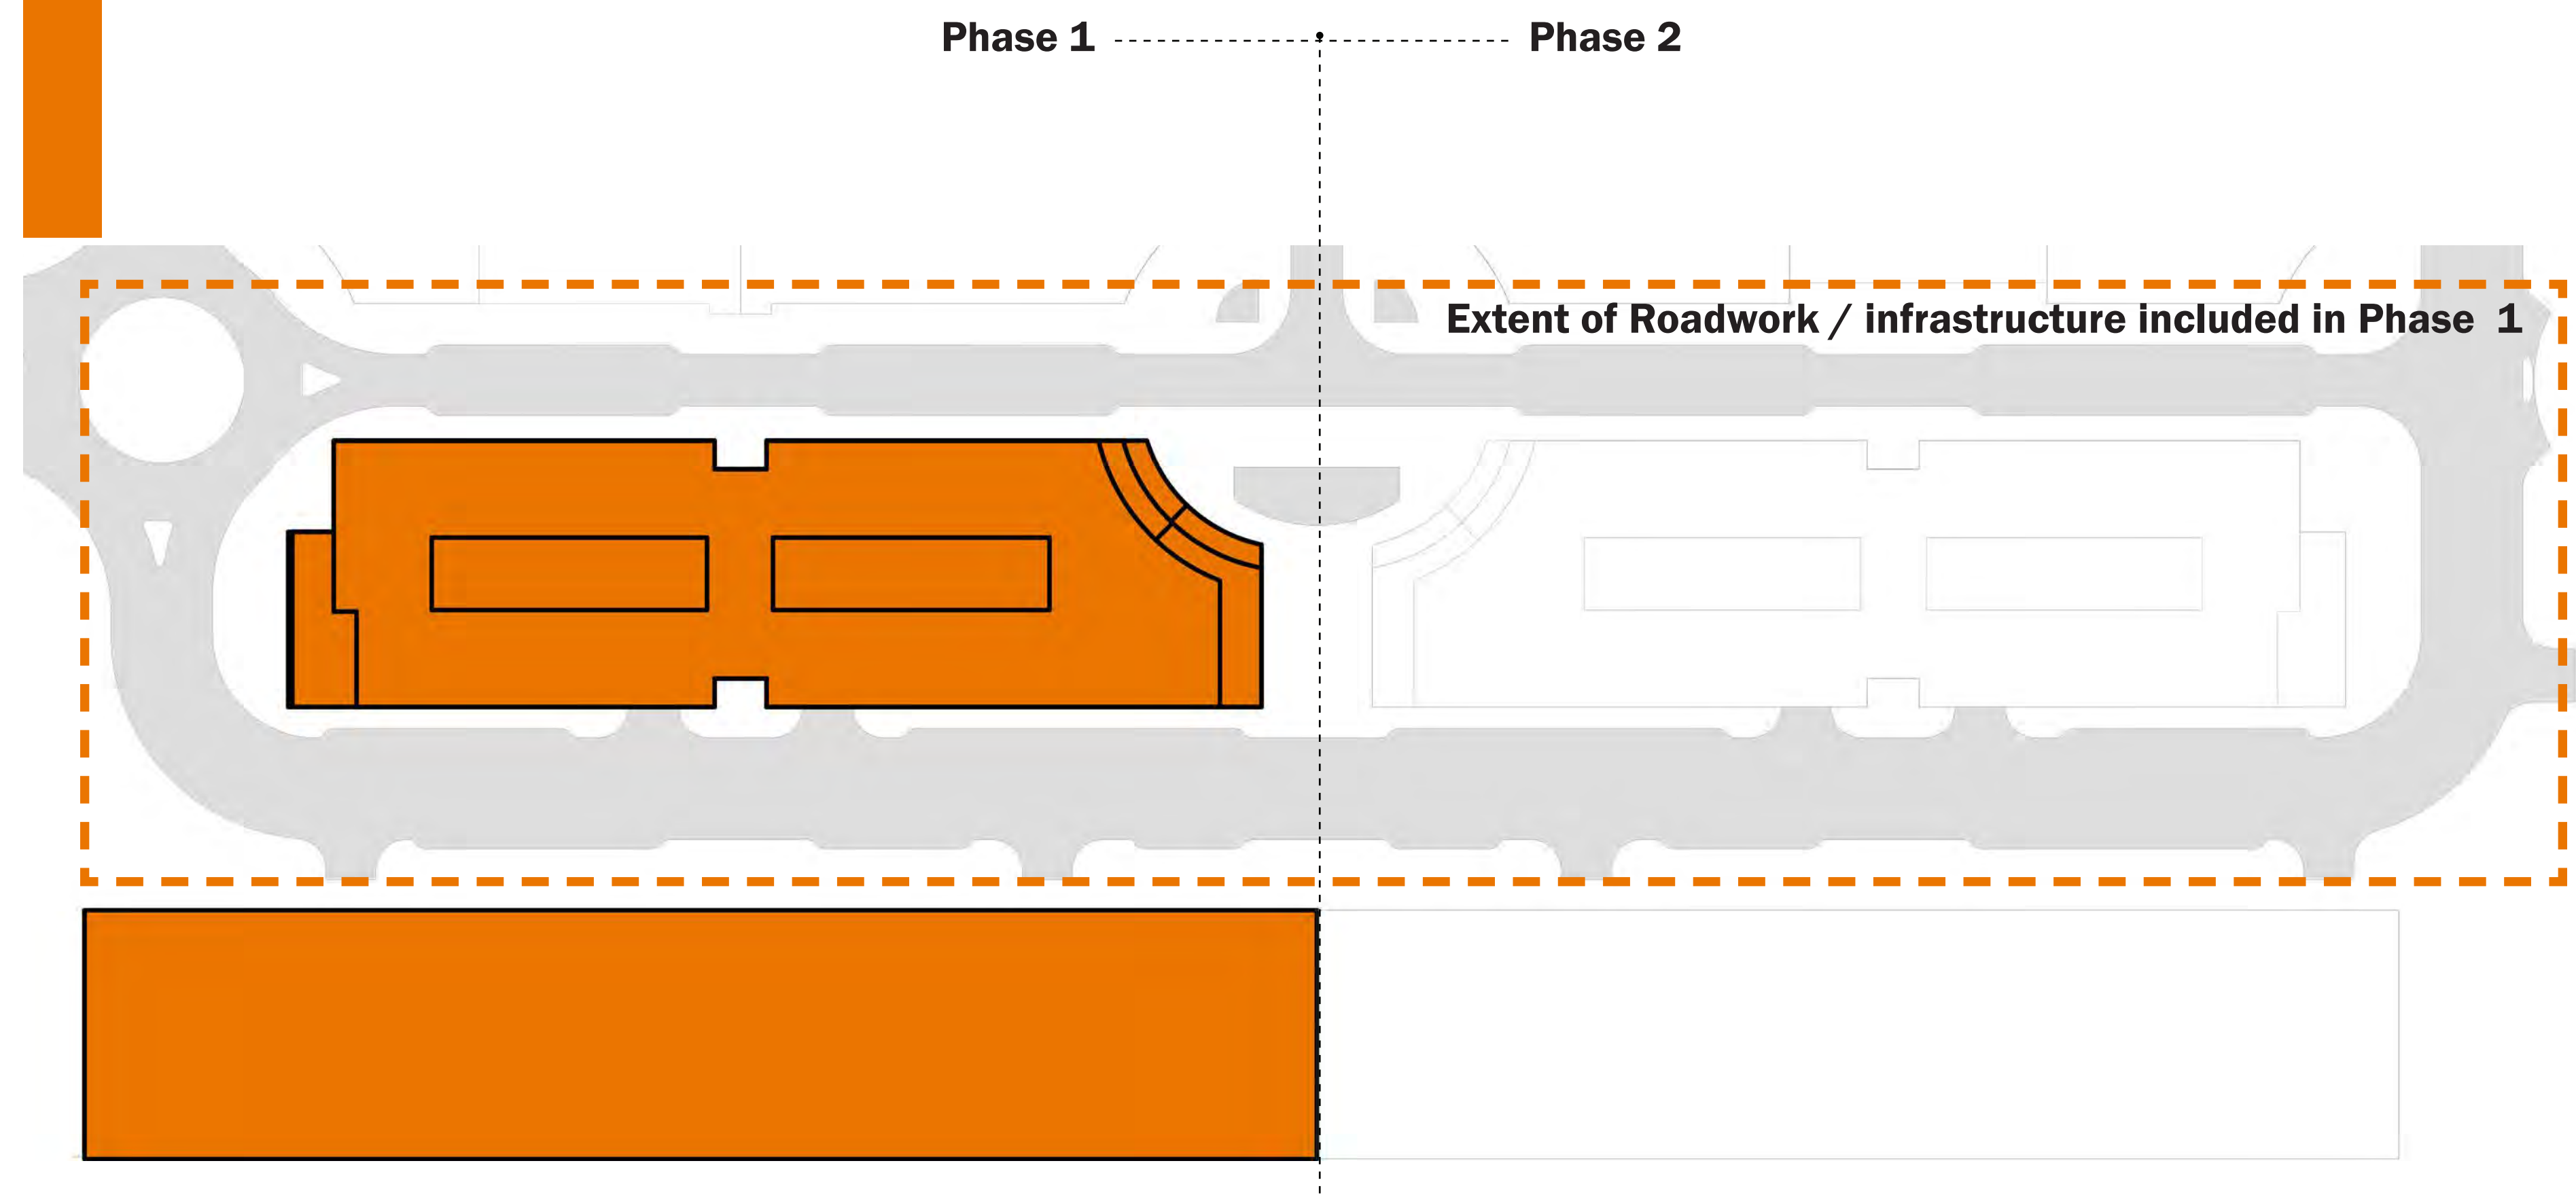 Phase 1
Phase 2
Extent of Roadwork / infrastructure included in Phase 1